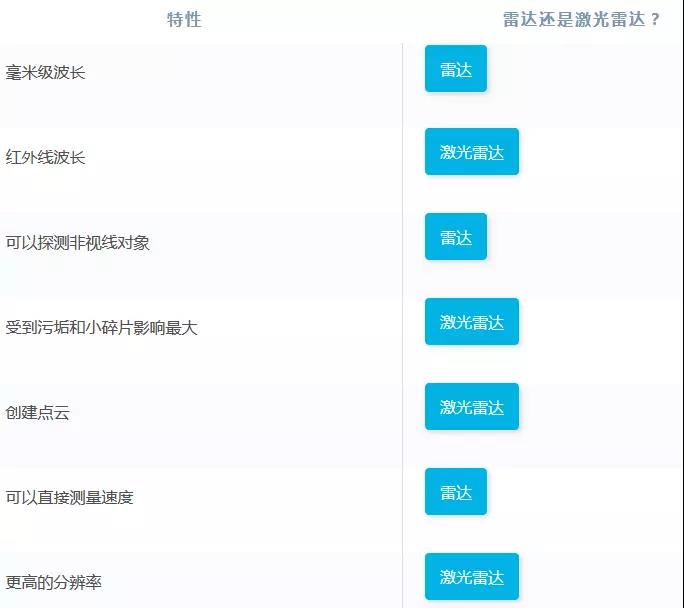 特性 雷达还是激光雷达？
毫米级波长 雷达
红外线波长 激光雷达
可以探测非视线对象 雷达
受到污垢和小碎片影响最大 激光雷达
创建点云 激光雷达
可以直接测量速度 雷达
更高的分辨率 激光雷达